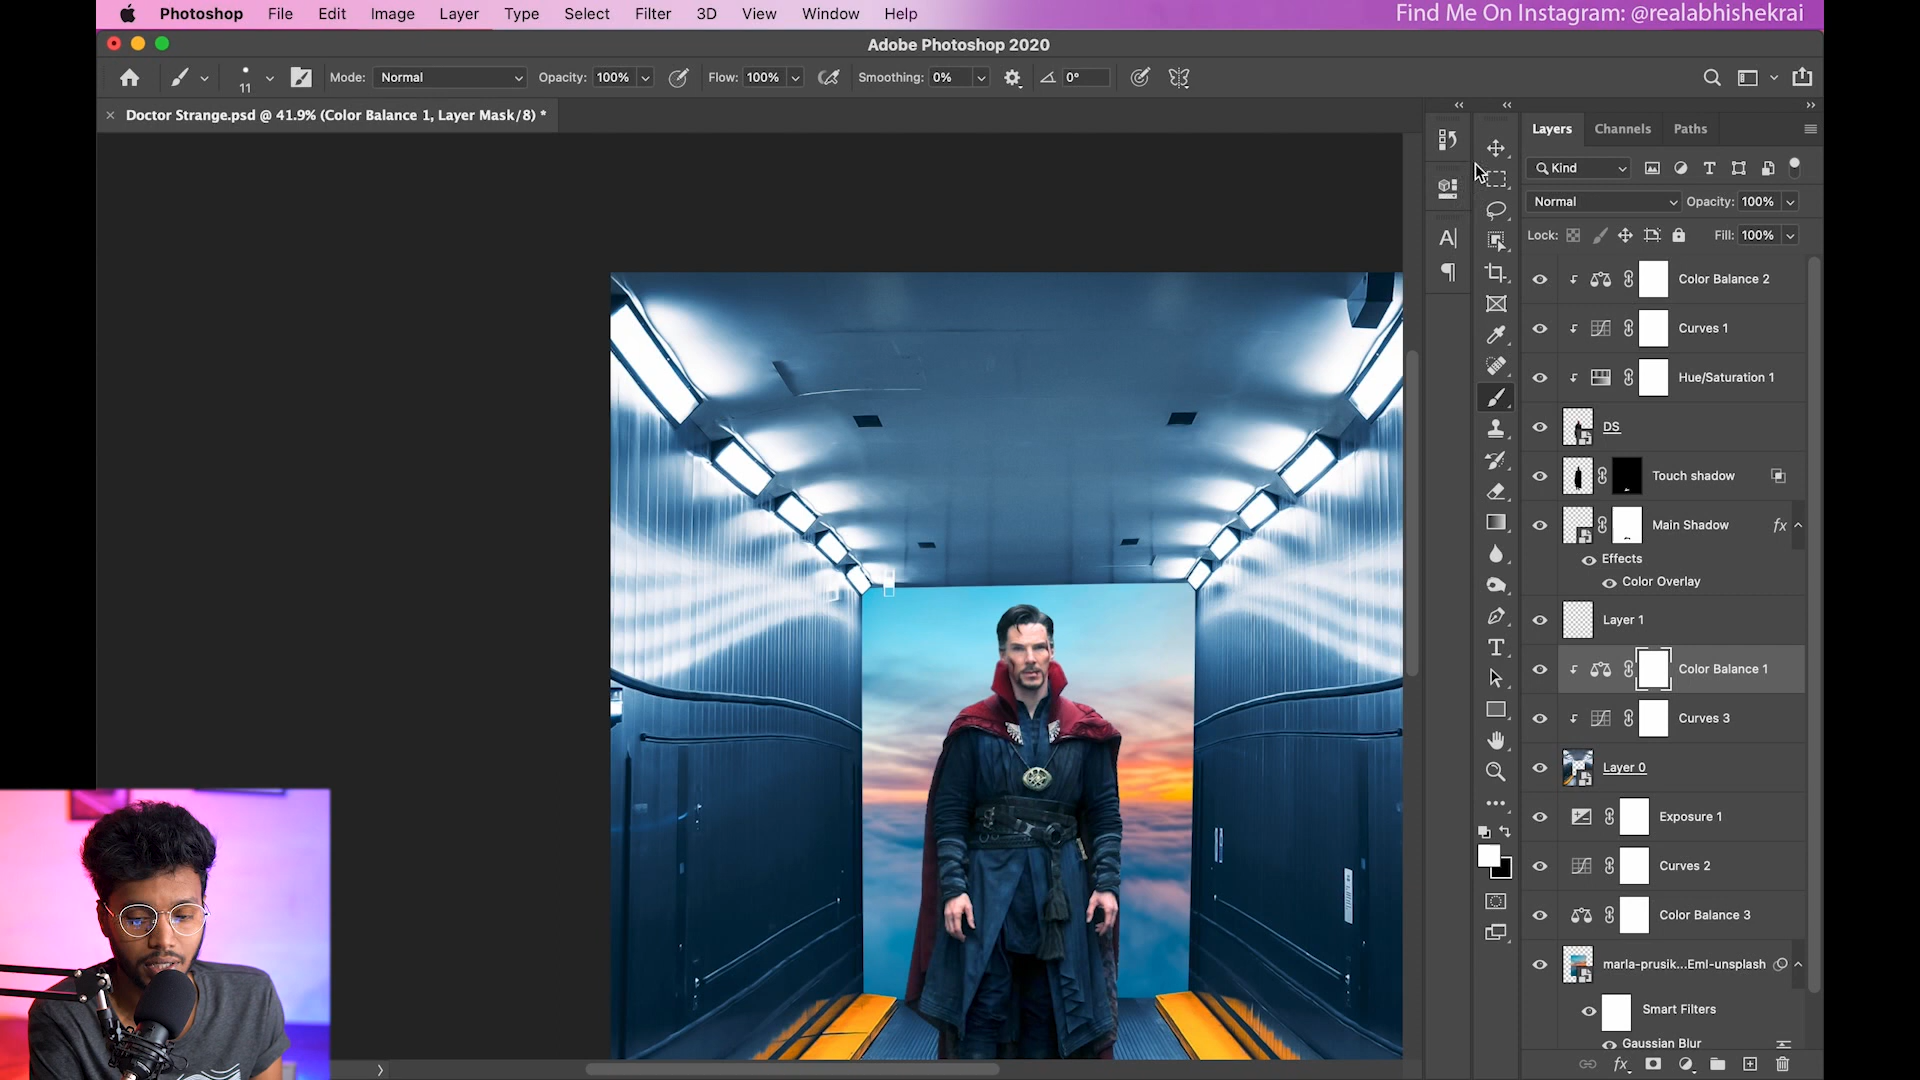 Photoshop File Edit Image Layer Type Select Filter 3D View Window Help
Find Me On Instagram: @realabhishekrai
Adobe Photoshop 2020
11 Mode: Normal Opacity: 100% Flow: 100% Smoothing: 0% 0°
Doctor Strange.psd @ 41.9% (Color Balance 1, Layer Mask/8) *
Layers Channels Paths
Kind
Normal Opacity: 100%
Lock: Fill: 100%
Color Balance 2
Curves 1
Hue/Saturation 1
DS
Touch shadow
Main Shadow fx
Effects
Color Overlay
Layer 1
Color Balance 1
Curves 3
Layer 0
Exposure 1
Curves 2
Color Balance 3
marla-prusik...Eml-unsplash
Smart Filters
Gaussian Blur
fx